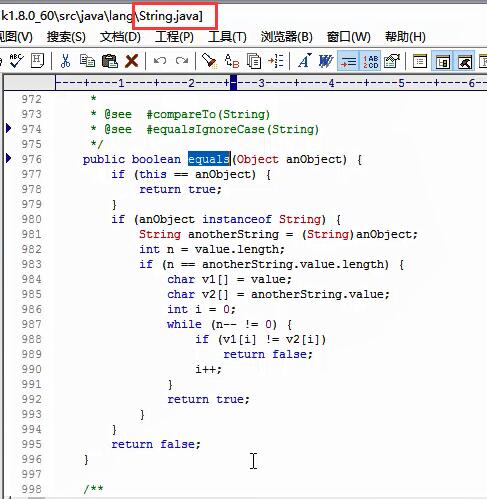 k1.8.0_60\src\java\lang\String.java]
视图(V) 搜索(S) 文档(D) 工程(P) 工具(T) 浏览器(B) 窗口(W) 帮助(H)
----+----1----+----2----+----3----+----4----+----5----+----6-
972 *
973 * @see #compareTo(String)
974 * @see #equalsIgnoreCase(String)
975 */
976 public boolean equals(Object anObject) {
977 if (this == anObject) {
978 return true;
979 }
980 if (anObject instanceof String) {
981 String anotherString = (String)anObject;
982 int n = value.length;
983 if (n == anotherString.value.length) {
984 char v1[] = value;
985 char v2[] = anotherString.value;
986 int i = 0;
987 while (n-- != 0) {
988 if (v1[i] != v2[i])
989 return false;
990 i++;
991 }
992 return true;
993 }
994 }
995 return false;
996 }
997
998 /**